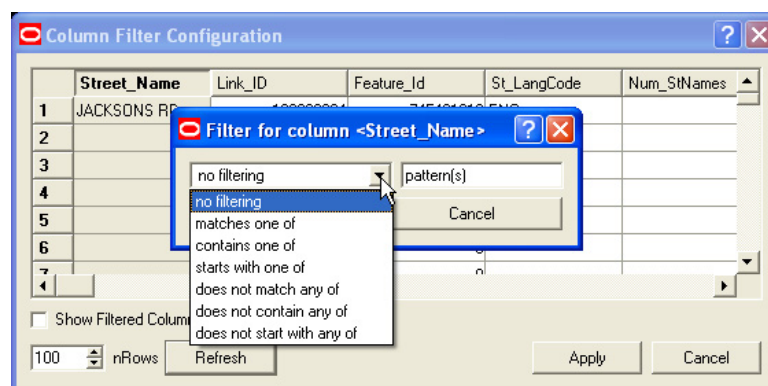 Column Filter Configuration
Street_Name Link_ID Feature_Id St_LangCode Num_StNames
1 JACKSONS RD
2
3
4
5
6
7
Filter for column <Street_Name>
no filtering pattern(s)
no filtering
matches one of
contains one of
starts with one of
does not match any of
does not contain any of
does not start with any of
Cancel
Show Filtered Colum
100 nRows Refresh Apply Cancel